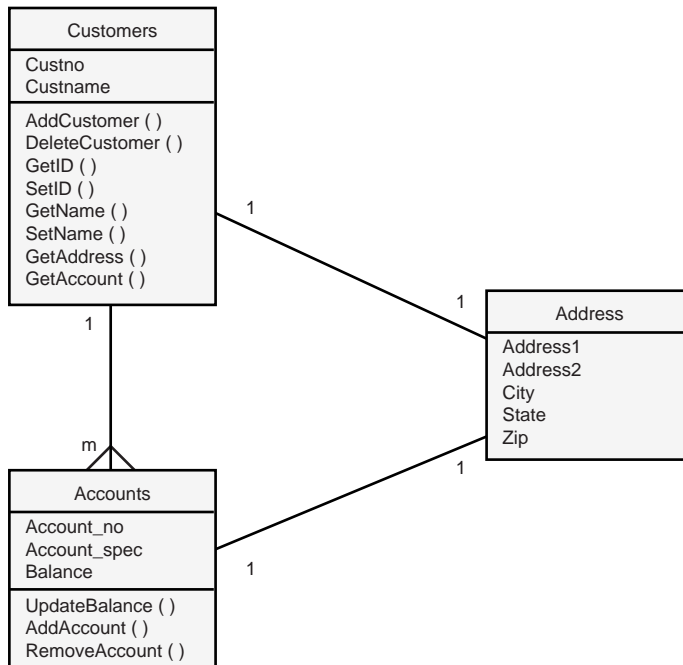 Customers
Custno
Custname
AddCustomer ( )
DeleteCustomer ( )
GetID ( )
SetID ( )
GetName ( )
SetName ( )
GetAddress ( )
GetAccount ( )
1
1
Address
Address1
Address2
City
State
Zip
1
m
1
1
Accounts
Account_no
Account_spec
Balance
UpdateBalance ( )
AddAccount ( )
RemoveAccount ( )